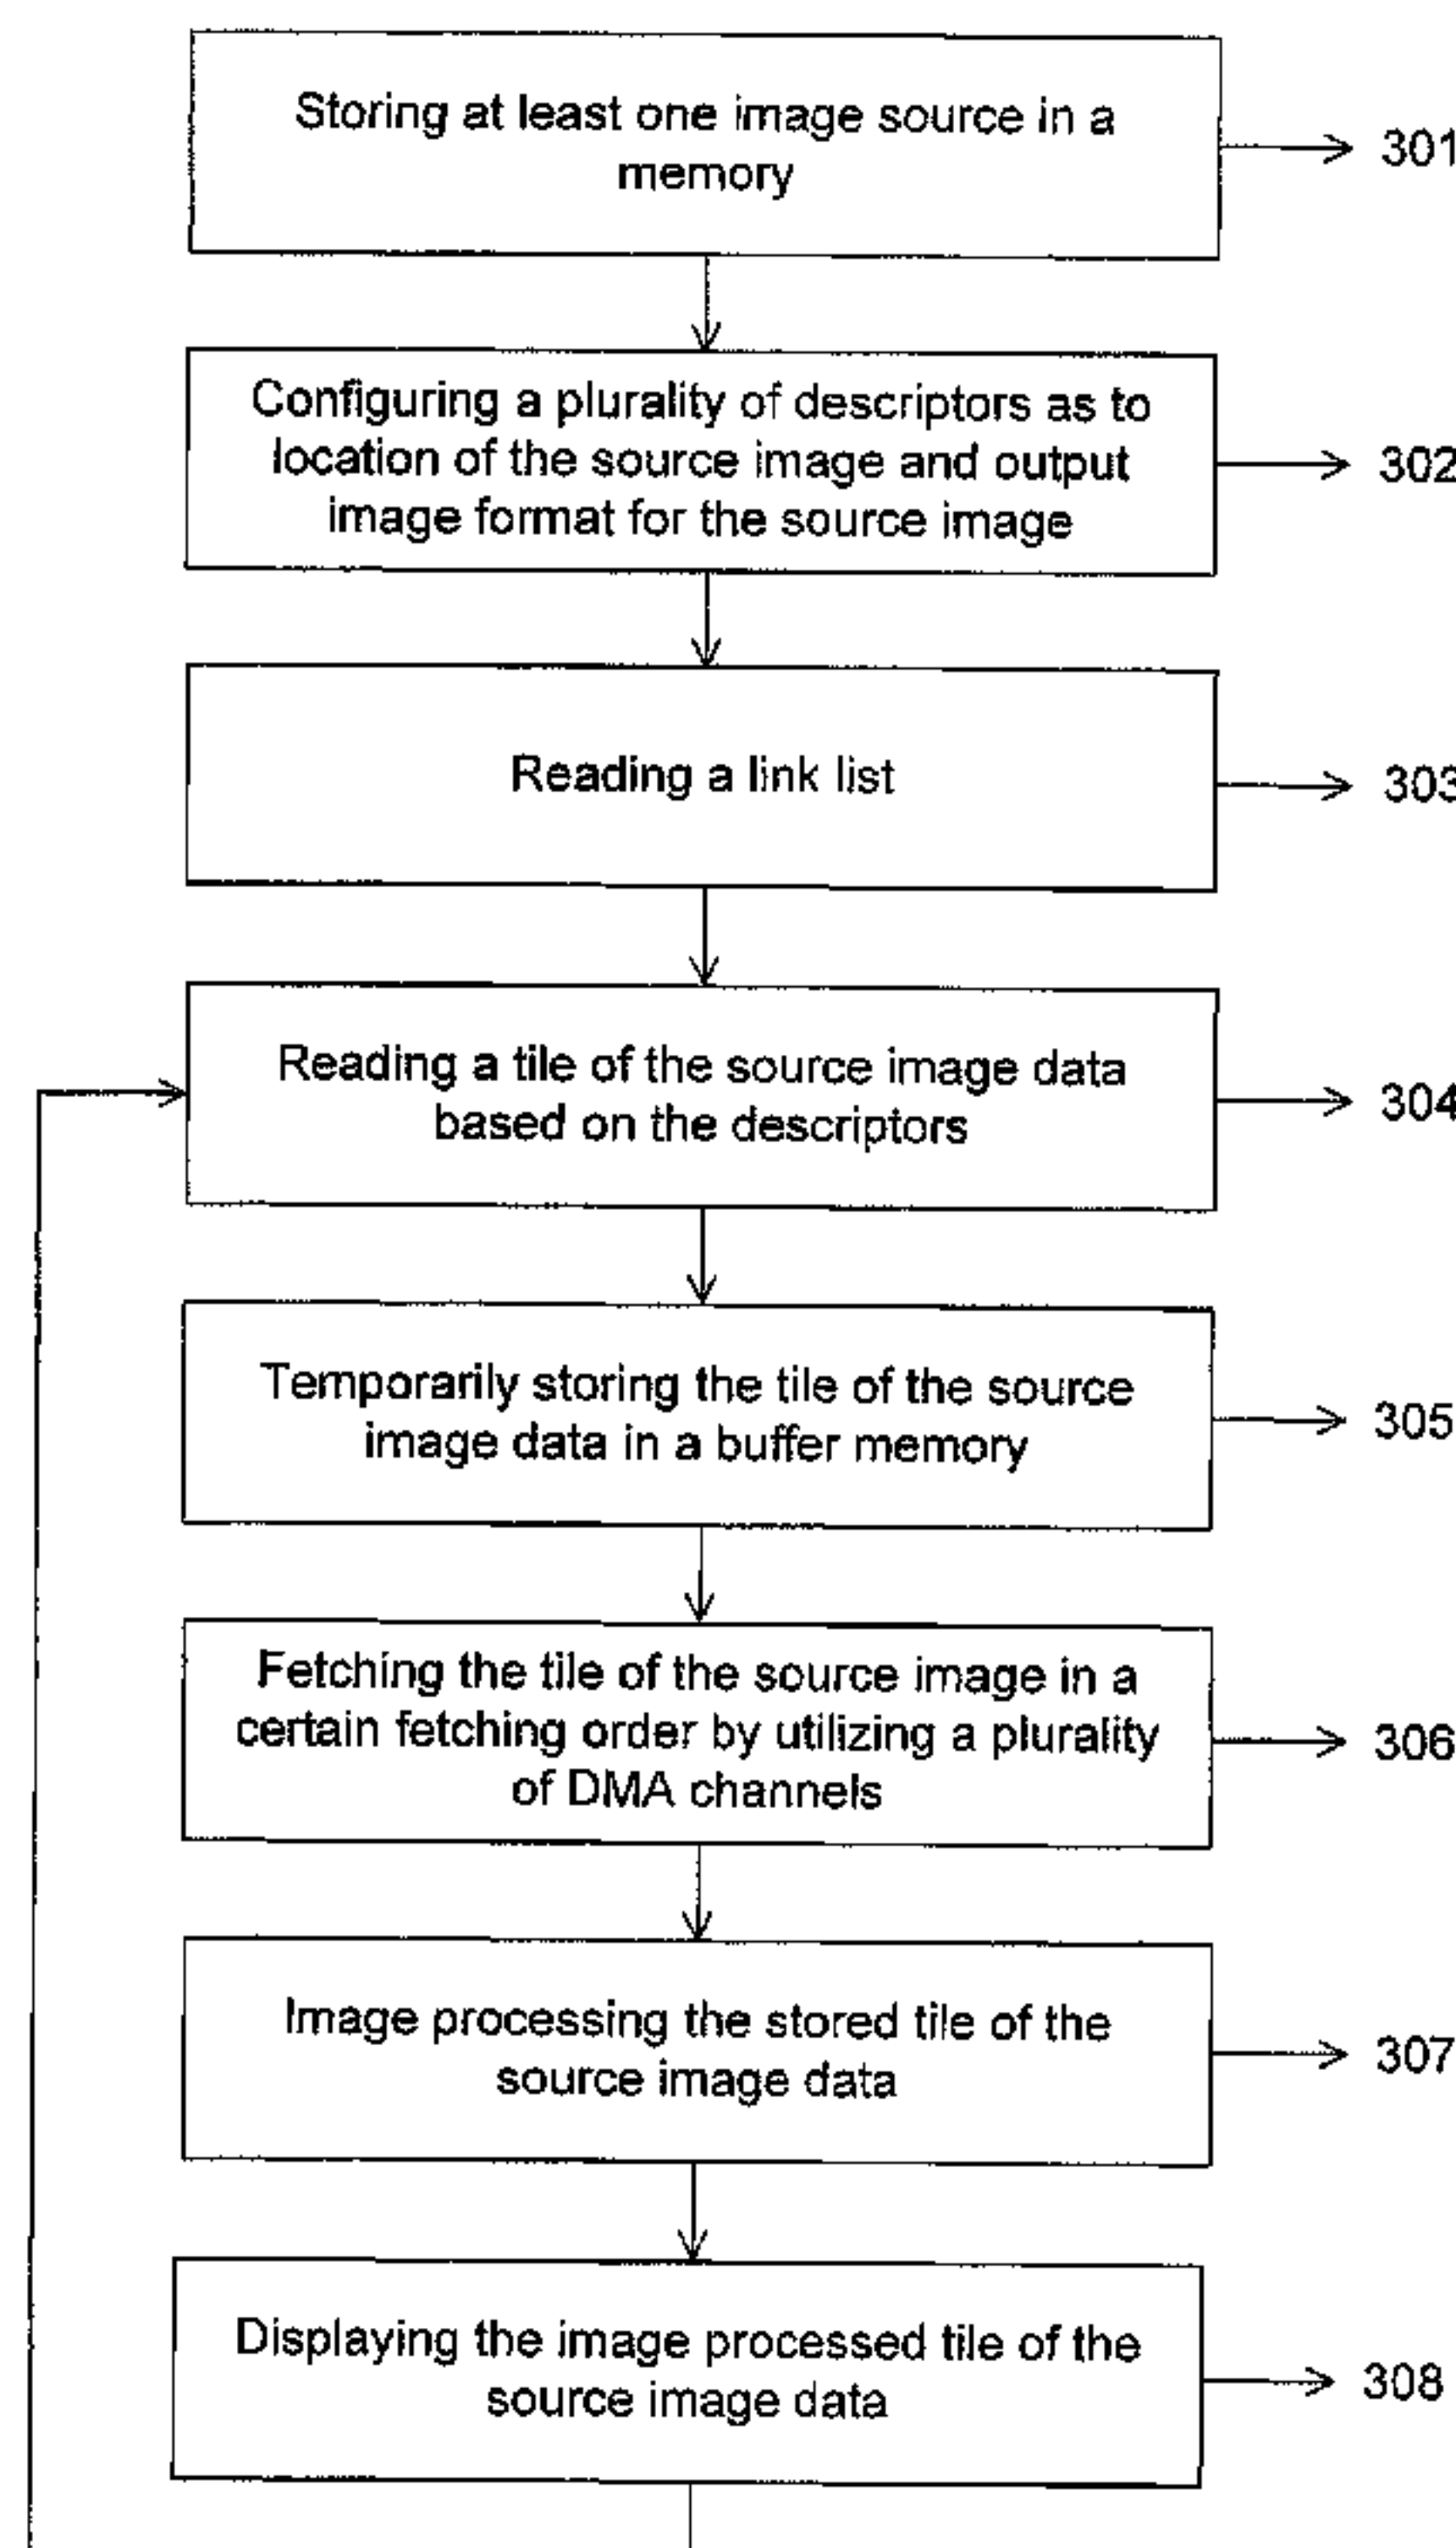 Storing at least one image source in a
memory
301
Configuring a plurality of descriptors as to
location of the source image and output
image format for the source image
302
Reading a link list
303
Reading a tile of the source image data
based on the descriptors
304
Temporarily storing the tile of the source
image data in a buffer memory
305
Fetching the tile of the source image in a
certain fetching order by utilizing a plurality
of DMA channels
306
Image processing the stored tile of the
source image data
307
Displaying the image processed tile of the
source image data
308